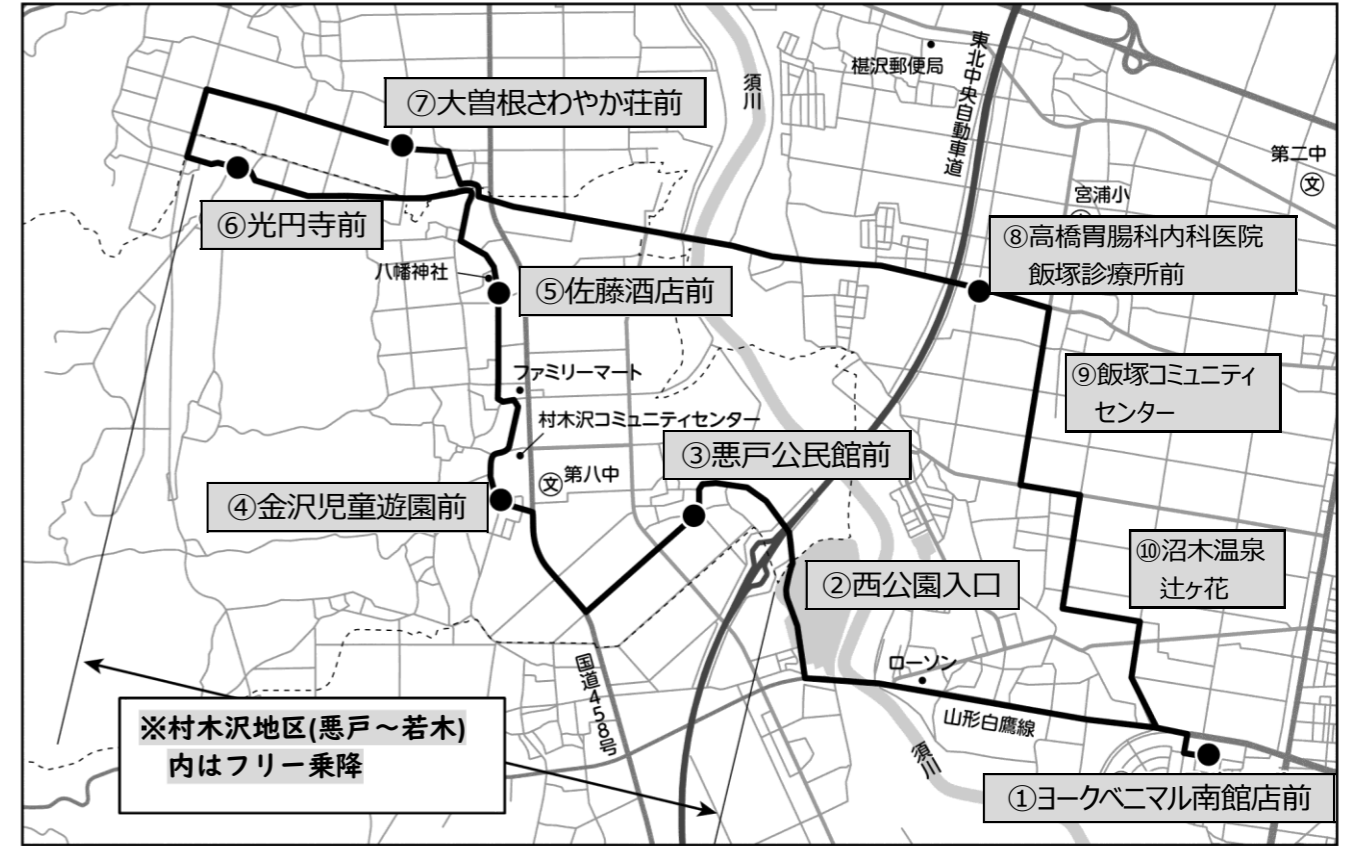 椹沢郵便局
東北中央自動車道
須川
⑦大曽根さわやか荘前
第二中
文
宮浦小
⑥光円寺前
⑧高橋胃腸科内科医院
飯塚診療所前
八幡神社
⑤佐藤酒店前
ファミリーマート
⑨飯塚コミュニティ
センター
村木沢コミュニティセンター
③悪戸公民館前
文
第八中
④金沢児童遊園前
⑩沼木温泉
辻ヶ花
②西公園入口
ローソン
国道458号
※村木沢地区(悪戸～若木)
内はフリー乗降
山形白鷹線
須川
①ヨークベニマル南館店前